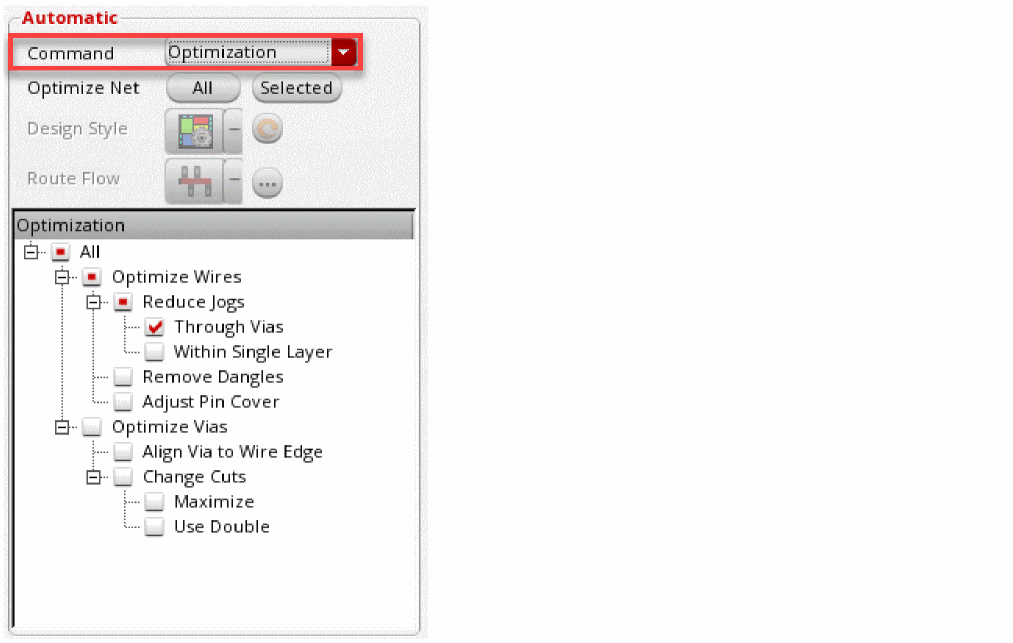 Automatic
Command Optimization
Optimize Net All Selected
Design Style
Route Flow ...
Optimization
All
Optimize Wires
Reduce Jogs
Through Vias
Within Single Layer
Remove Dangles
Adjust Pin Cover
Optimize Vias
Align Via to Wire Edge
Change Cuts
Maximize
Use Double